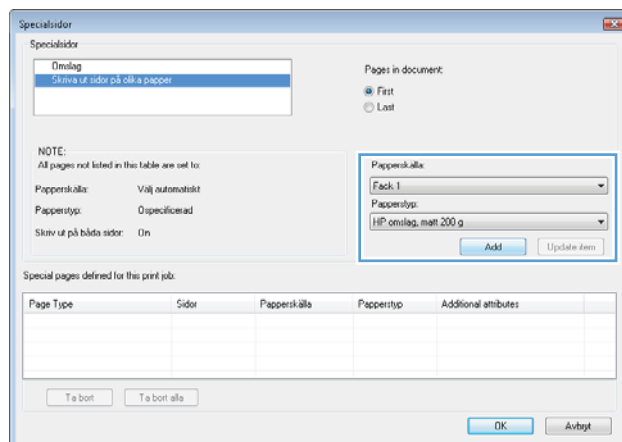 Specialsidor
Specialsidor
Omslag
Skriva ut sidor på olika papper
Pages in document:
First
Last
NOTE:
All pages not listed in this table are set to:
Papperskälla: Välj automatiskt
Papperstyp: Ospecificerad
Skriv ut på båda sidor: On
Papperskälla:
Fack 1
Papperstyp:
HP omslag, matt 200 g
Add Update item
Special pages defined for this print job:
Page Type Sidor Papperskälla Papperstyp Additional attributes
Ta bort Ta bort alla
OK Avbryt